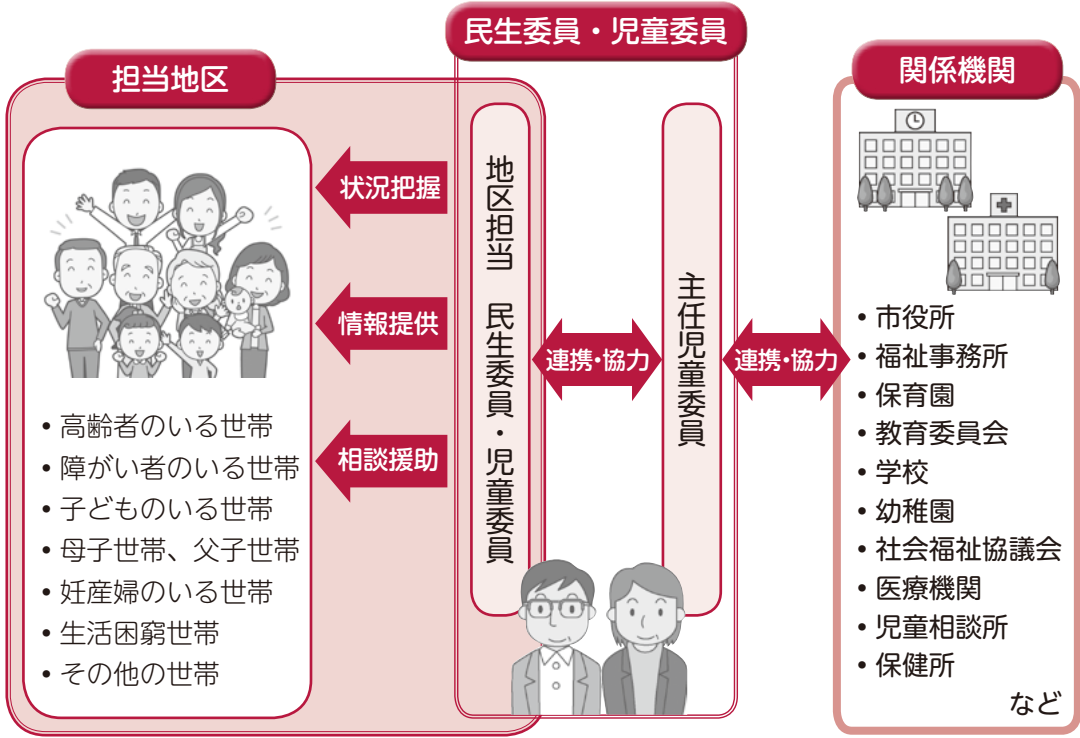 民生委員・児童委員
担当地区
状況把握
情報提供
相談援助
• 高齢者のいる世帯
• 障がい者のいる世帯
• 子どものいる世帯
• 母子世帯、父子世帯
• 妊産婦のいる世帯
• 生活困窮世帯
• その他の世帯
地区担当　民生委員・児童委員
連携・協力
主任児童委員
連携・協力
関係機関
• 市役所
• 福祉事務所
• 保育園
• 教育委員会
• 学校
• 幼稚園
• 社会福祉協議会
• 医療機関
• 児童相談所
• 保健所
など